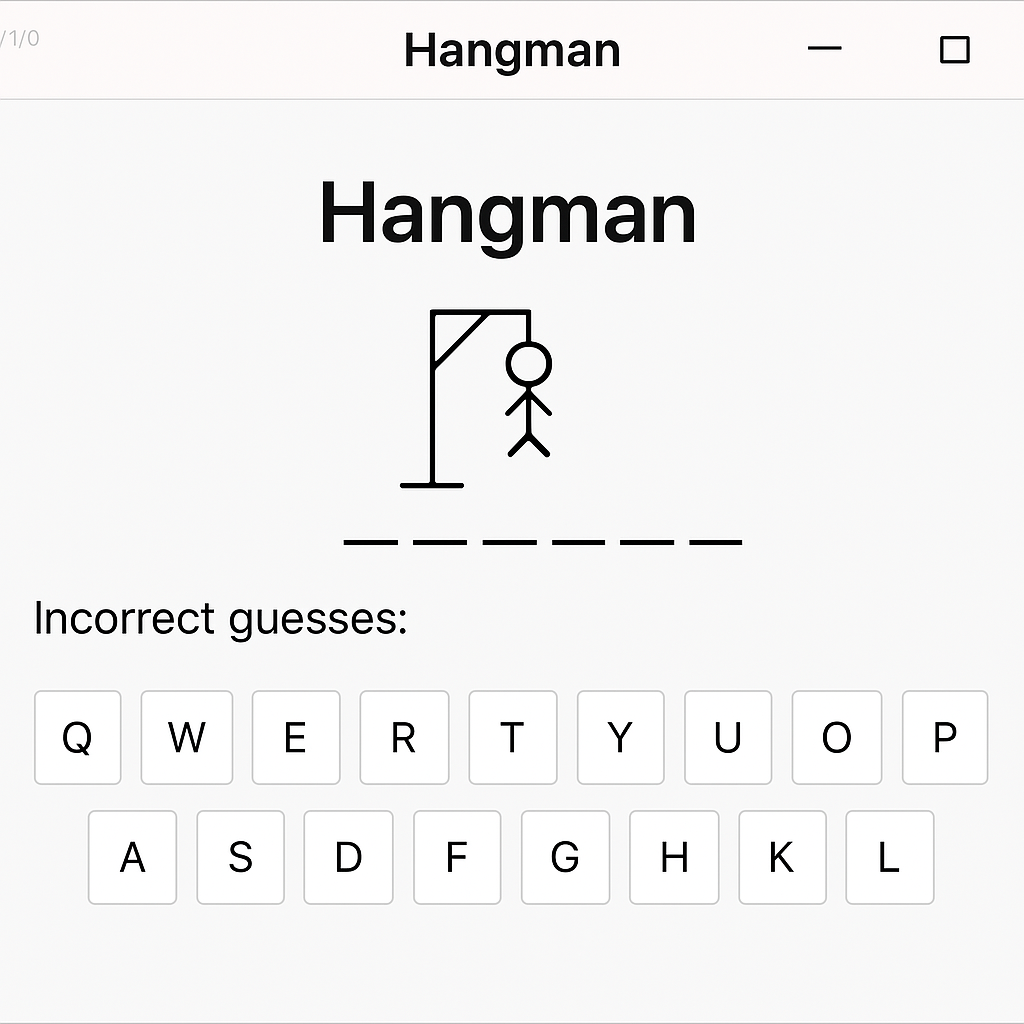 /1/0
Hangman
Hangman
Incorrect guesses:
Q W E R T Y U O P
A S D F G H K L